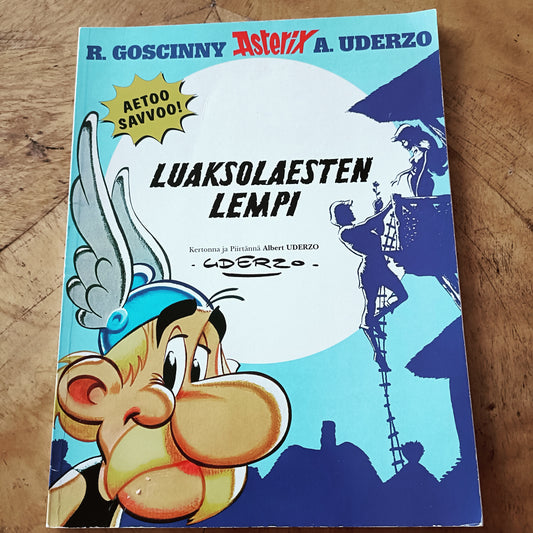 R. GOSCINNY Asterix A. UDERZO
AETOO
SAVVOO!
LUAKSOLAESTEN
LEMPI
Kertonna ja Piirtännä Albert UDERZO
· UDERZO ·